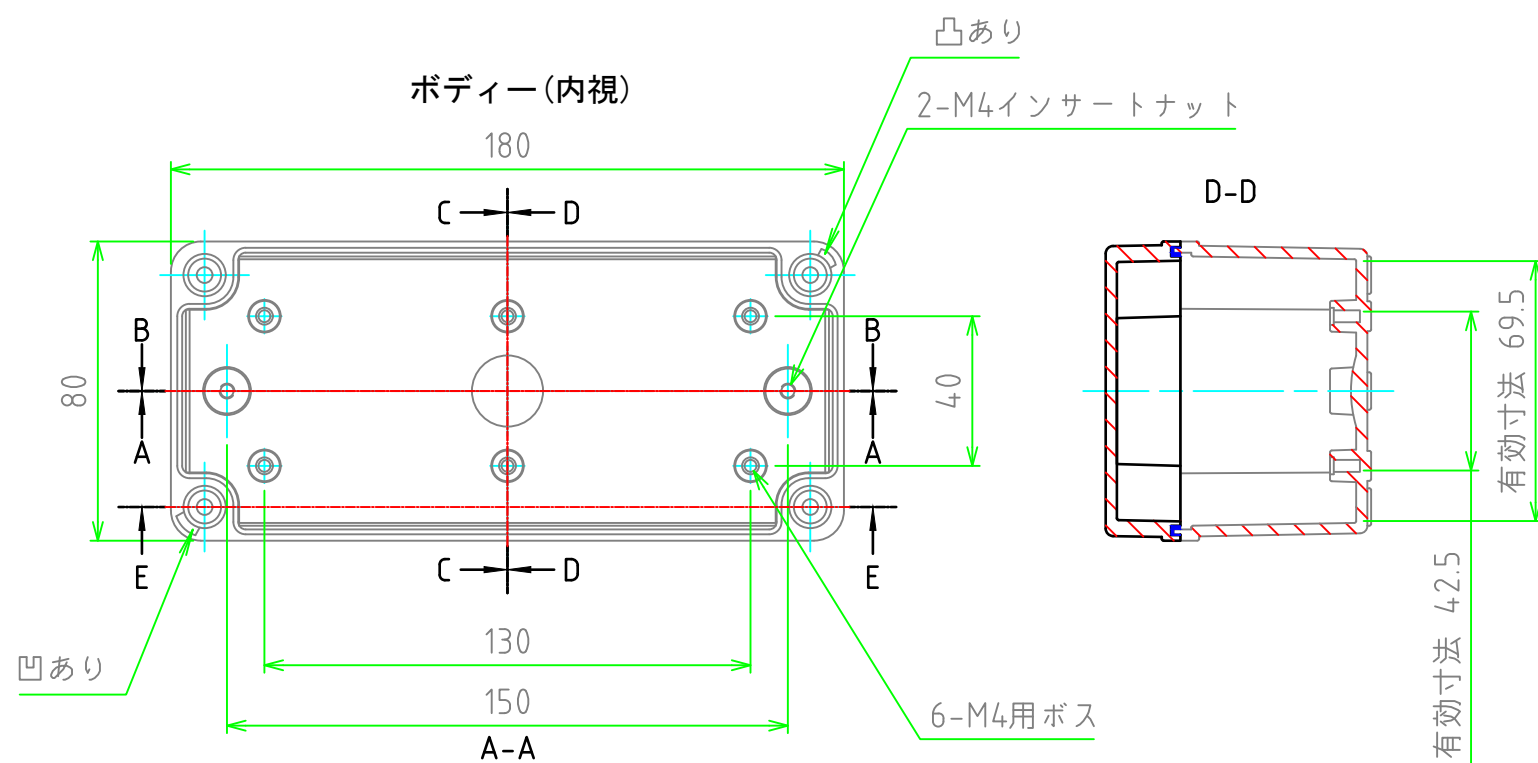 凸あり
ボディー(内視)
2-M4インサートナット
180
D-D
C
D
B
B
80
40
有効寸法 69.5
A
A
E
C
D
E
有効寸法 42.5
130
凹あり
150
6-M4用ボス
A-A